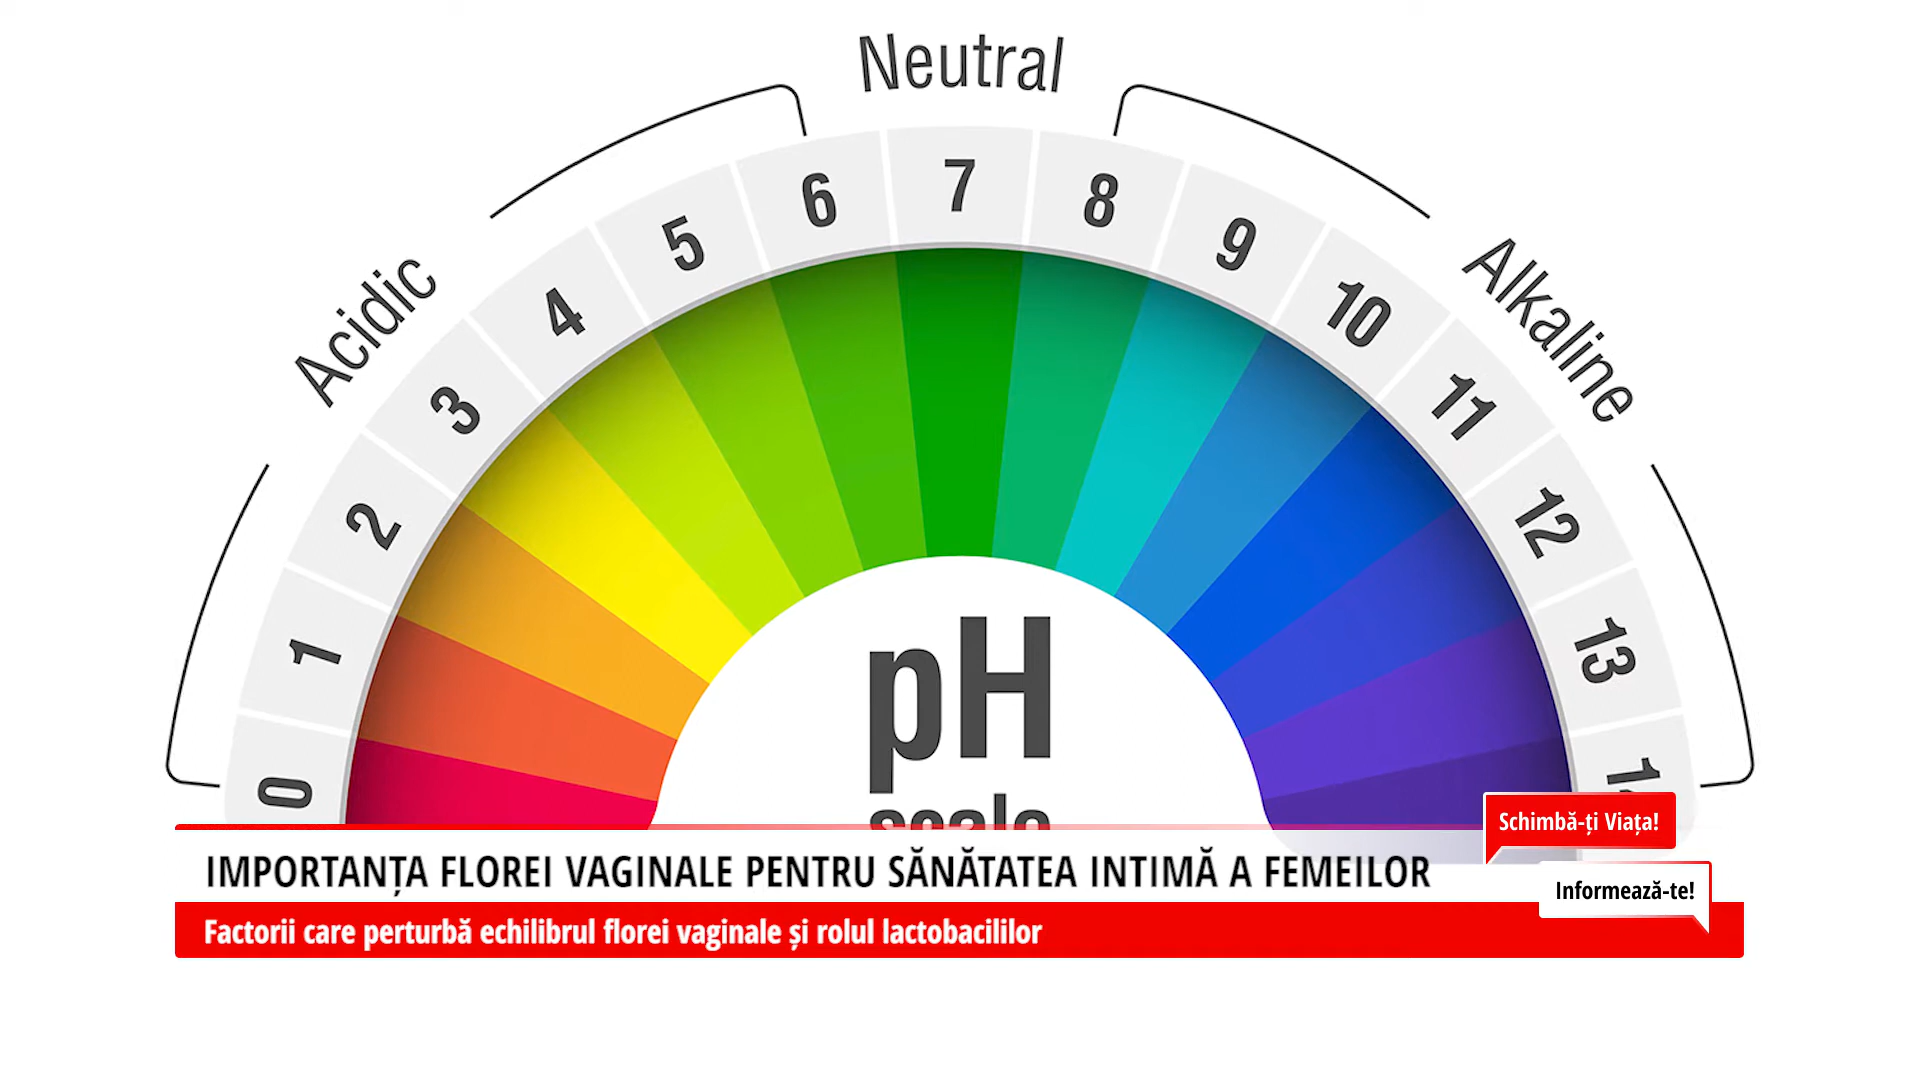 Neutral
Acidic
Alkaline
0
1
2
3
4
5
6
7
8
9
10
11
12
13
pH
scale
Schimbă-ți Viața!
IMPORTANȚA FLOREI VAGINALE PENTRU SĂNĂTATEA INTIMĂ A FEMEILOR
Informează-te!
Factorii care perturbă echilibrul florei vaginale și rolul lactobacililor